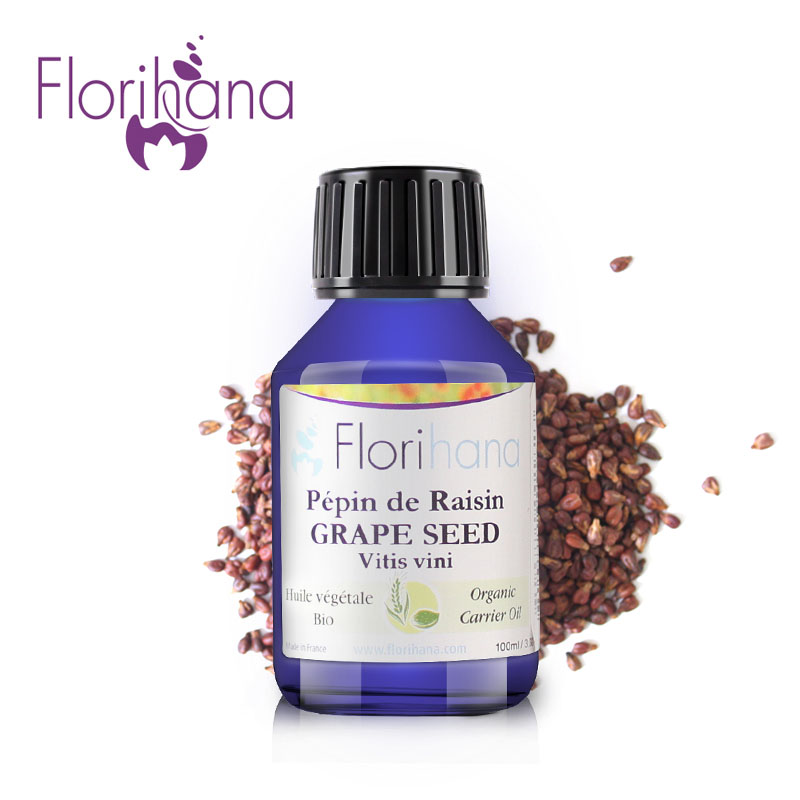 Florihana
Florihana
Pépin de Raisin
GRAPE SEED
Vitis vini
Huile végétale
Bio
Organic
Carrier Oil
Made in France
www.florihana.com
100ml / 3.